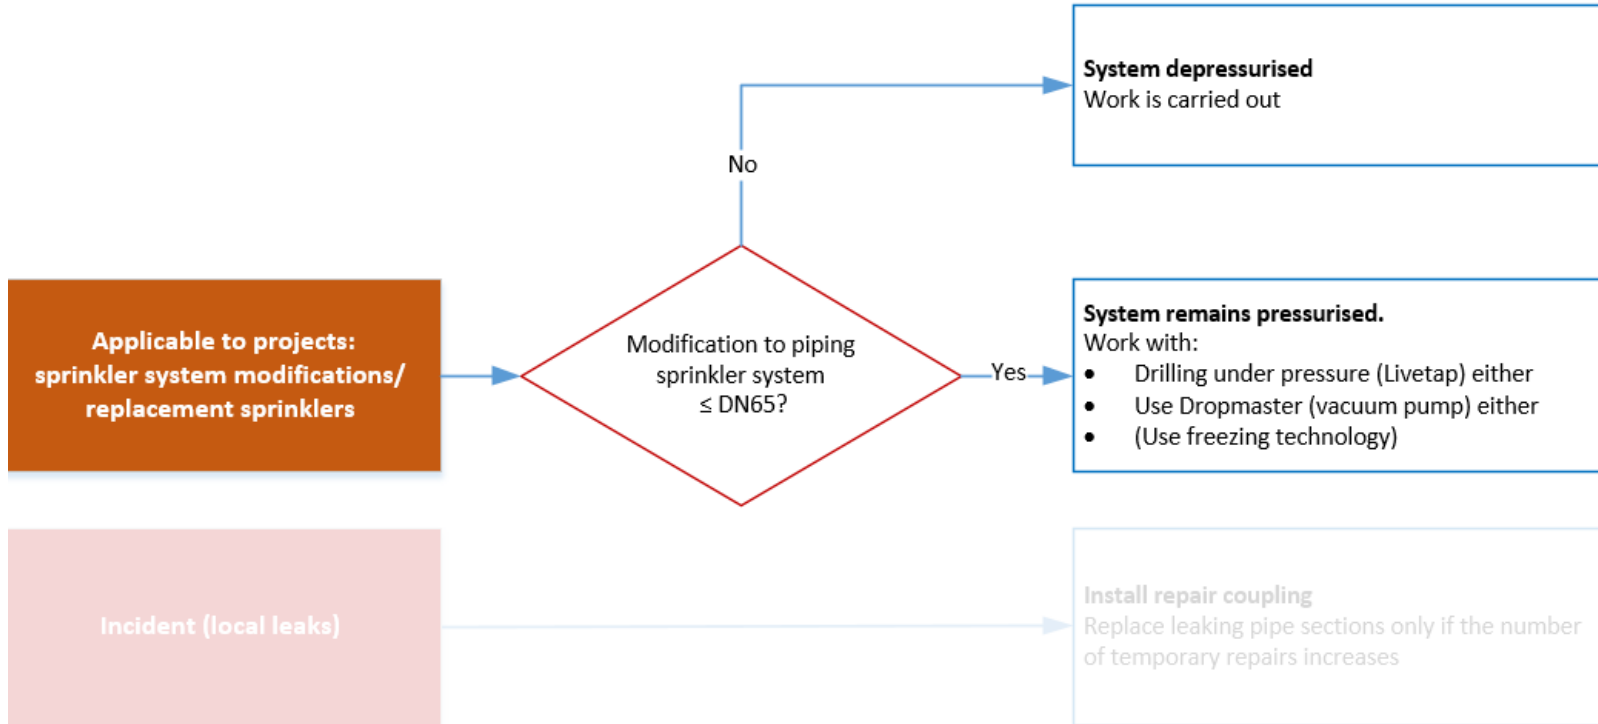 System depressurised
Work is carried out
No
Applicable to projects:
sprinkler system modifications/
replacement sprinklers
Modification to piping
sprinkler system
≤ DN65?
Yes
System remains pressurised.
Work with:
• Drilling under pressure (Livetap) either
• Use Dropmaster (vacuum pump) either
• (Use freezing technology)
Incident (local leaks)
Install repair coupling
Replace leaking pipe sections only if the number
of temporary repairs increases